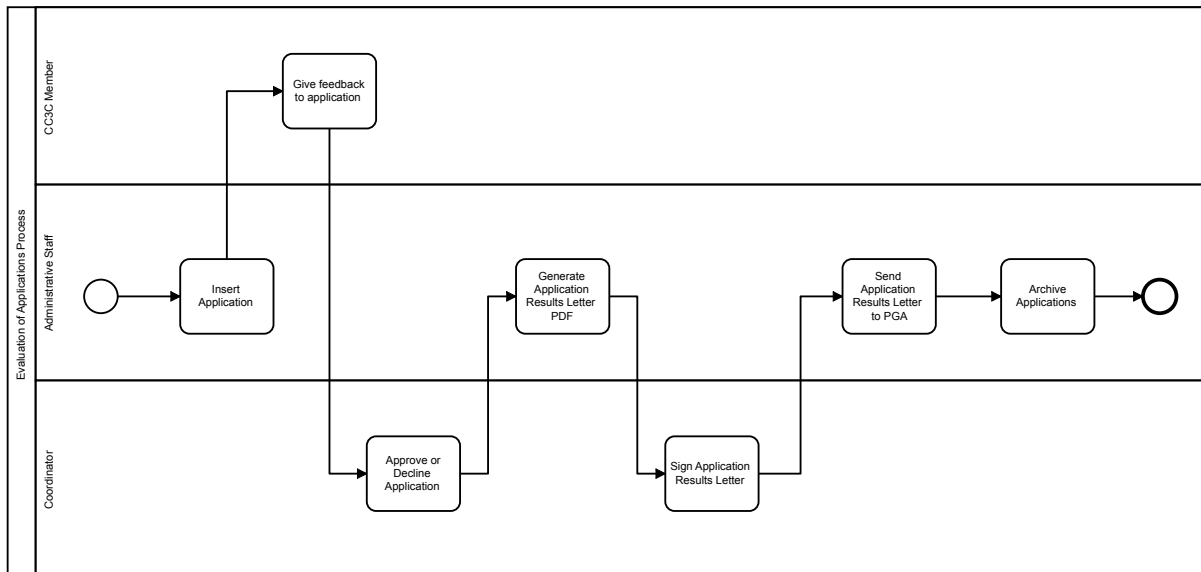 Evaluation of Applications Process
CC3C Member
Give feedback
to application
Administrative Staff
Insert
Application
Generate
Application
Results Letter
PDF
Send
Application
Results Letter
to PGA
Archive
Applications
Coordinator
Approve or
Decline
Application
Sign Application
Results Letter